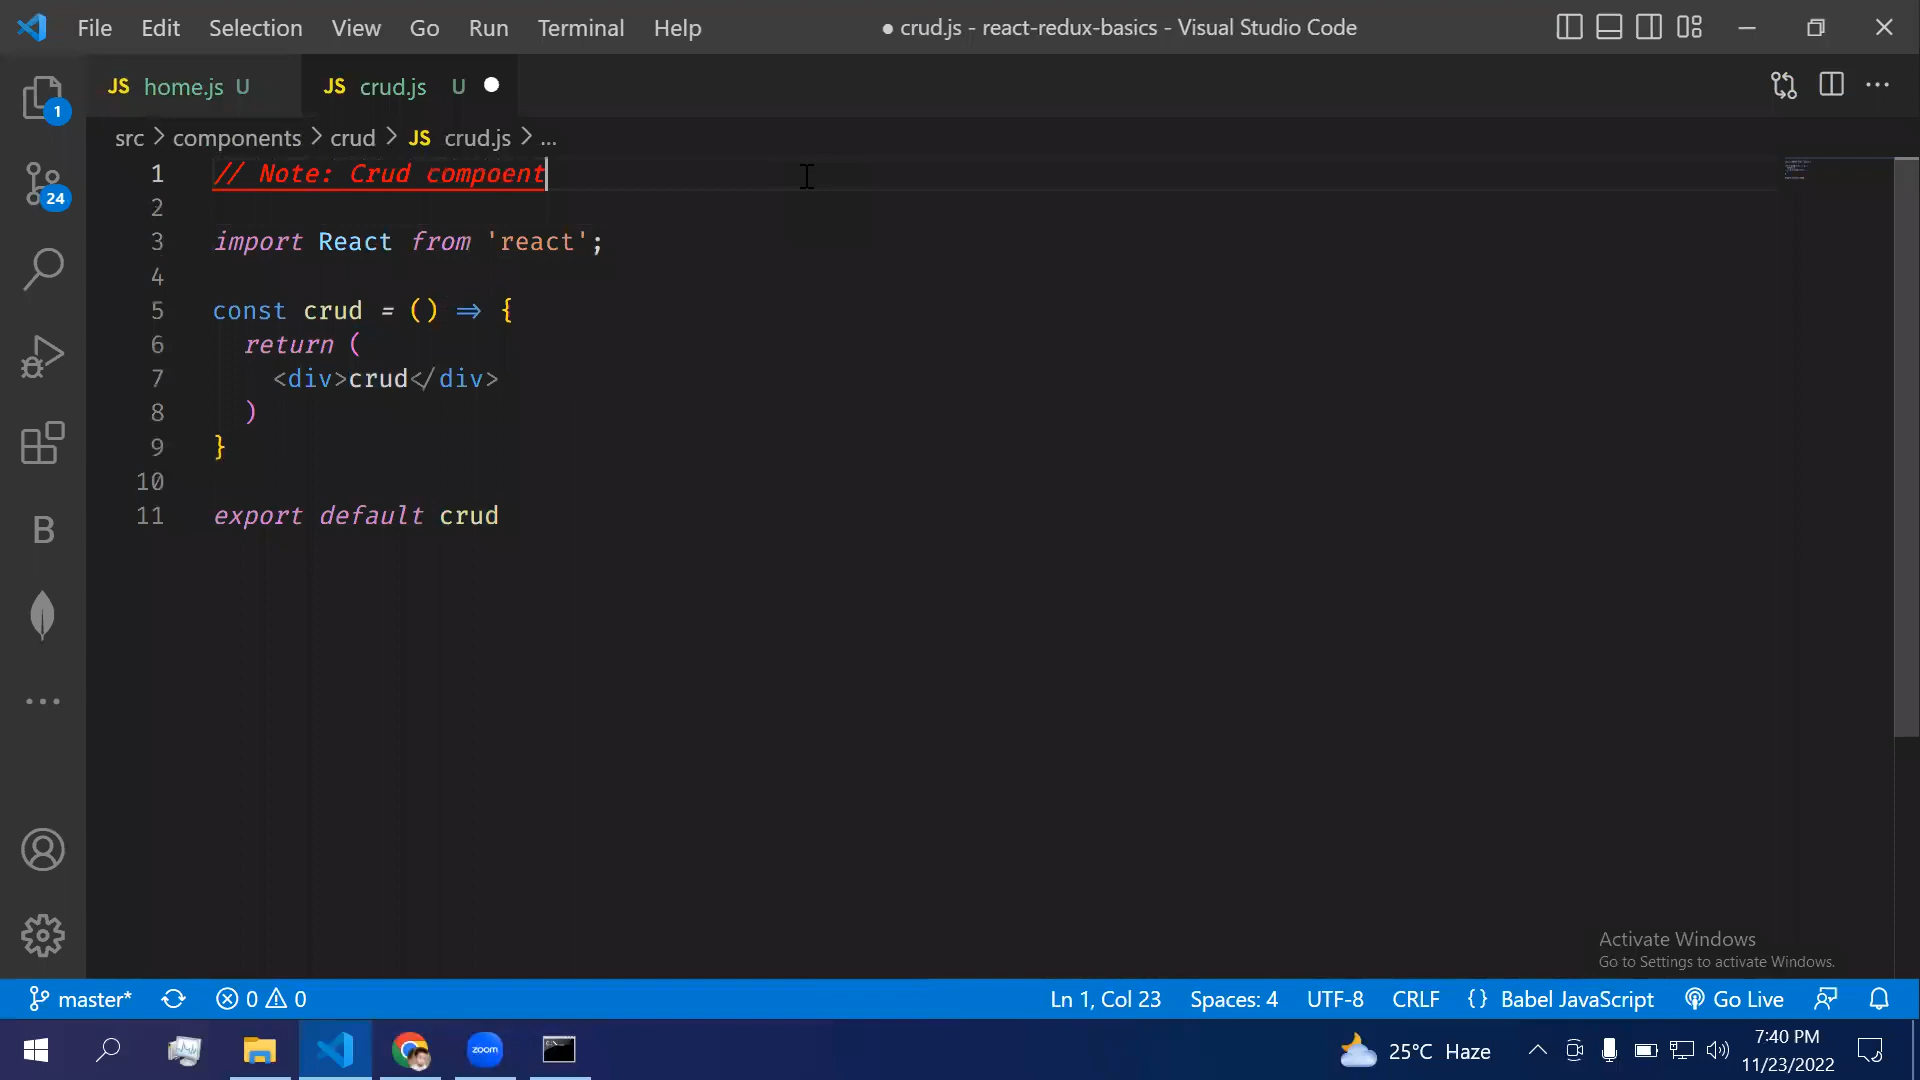 File Edit Selection View Go Run Terminal Help ● crud.js - react-redux-basics - Visual Studio Code
JS home.js U JS crud.js U
src > components > crud > JS crud.js > ...
1 // Note: Crud compoent
2
3 import React from 'react';
4
5 const crud = () => {
6 return (
7 <div>crud</div>
8 )
9 }
10
11 export default crud
1
24
B
Activate Windows
Go to Settings to activate Windows.
master* 0 0 Ln 1, Col 23 Spaces: 4 UTF-8 CRLF {} Babel JavaScript Go Live
zoom
25°C Haze
7:40 PM
11/23/2022